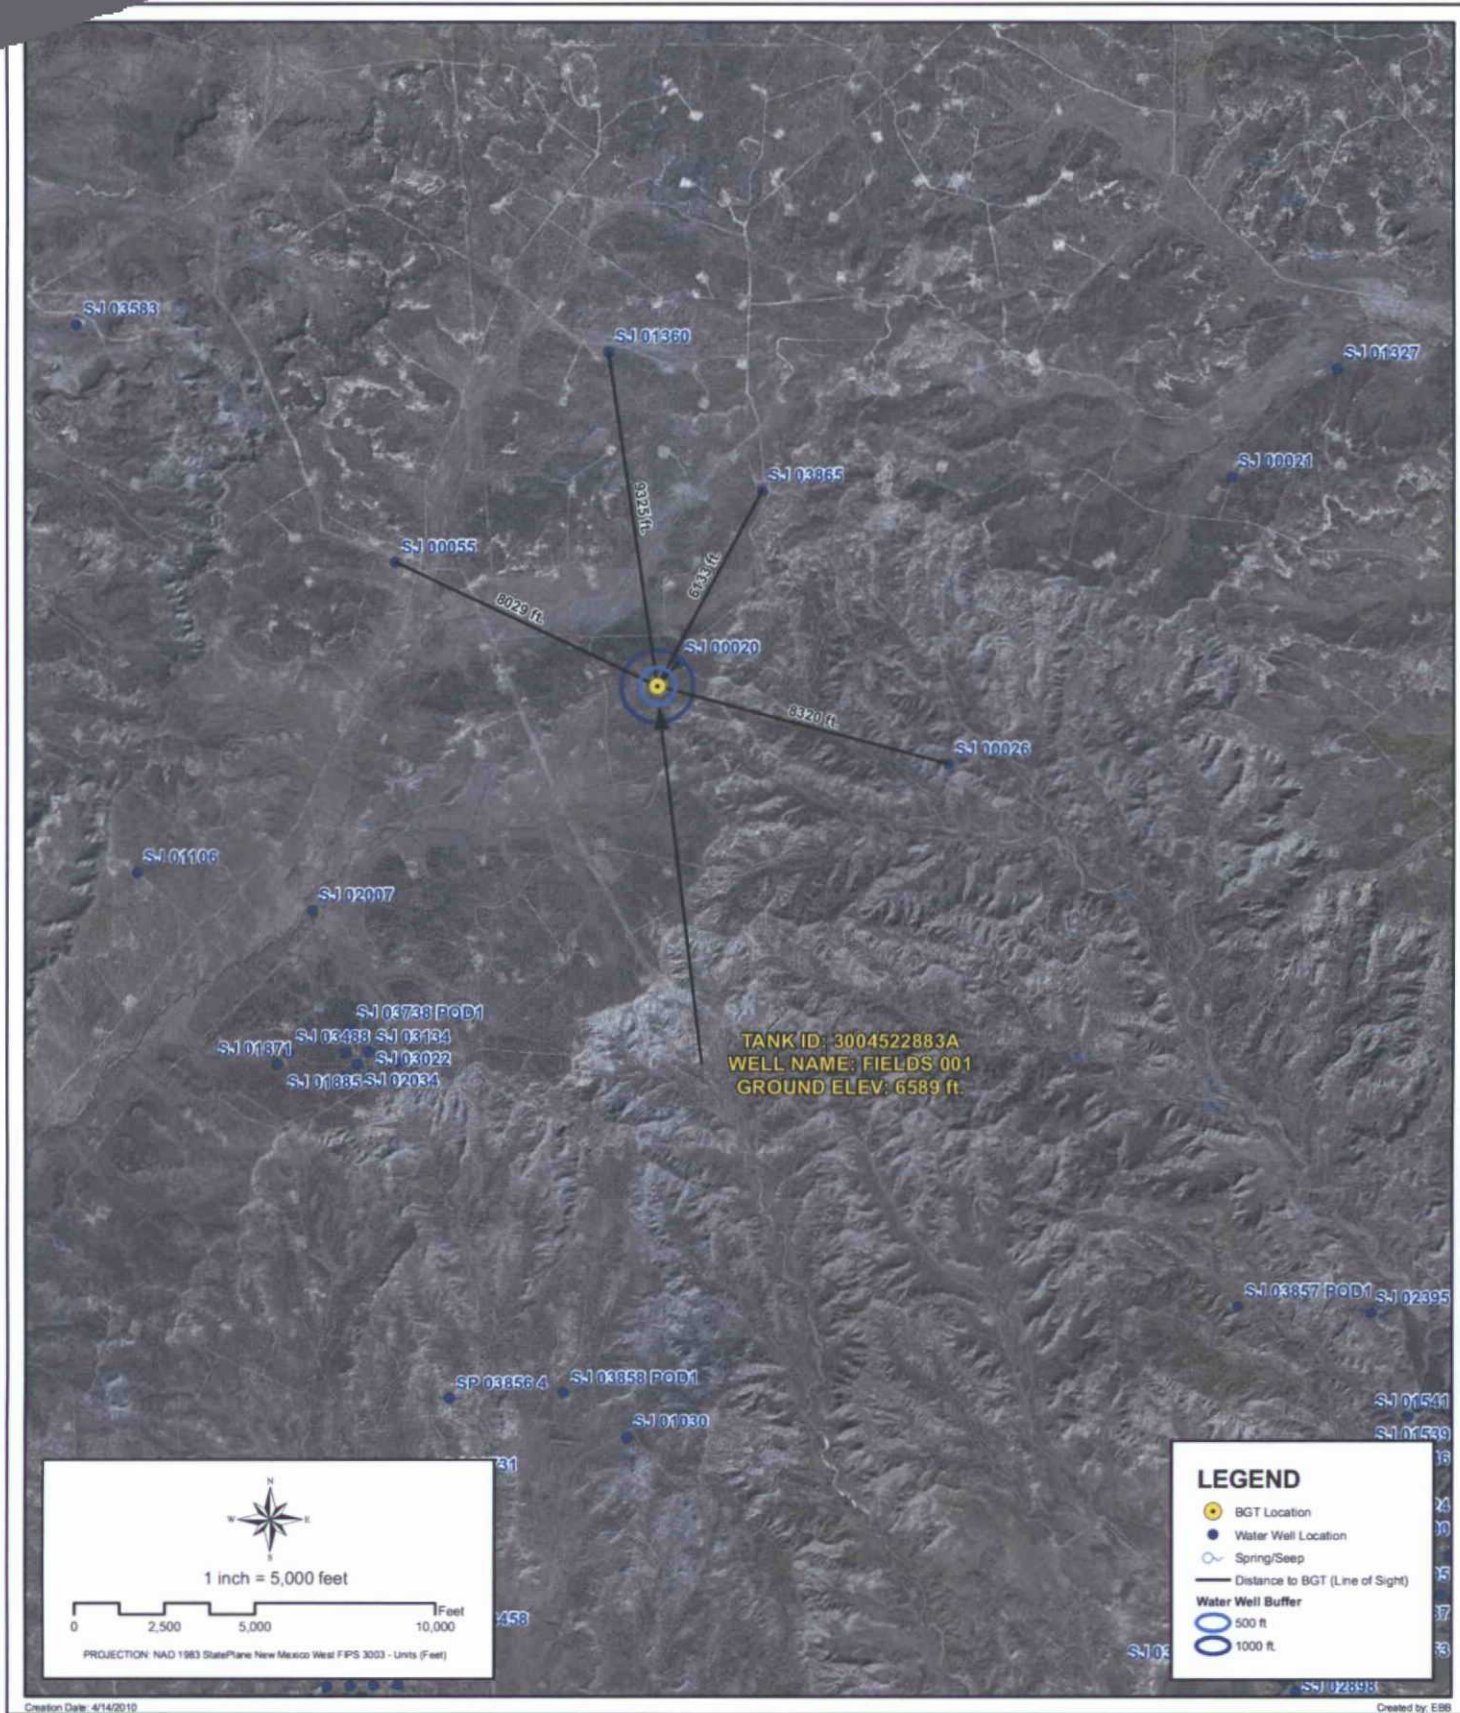 SJ 03583
SJ 01360
SJ 01327
SJ 03865
SJ 00021
SJ 00055
9325 ft.
6133 ft.
8029 ft.
SJ 00020
8320 ft.
SJ 00026
SJ 01106
SJ 02007
SJ 03738 POD1
SJ 03488 SJ 03134
SJ 01871
SJ 03022
SJ 01885 SJ 02034
TANK ID: 3004522883A
WELL NAME: FIELDS 001
GROUND ELEV: 6589 ft.
SJ 03857 POD1 SJ 02395
SP 03856 4 SJ 03858 POD1
SJ 01030
SJ 01541
SJ 01539
31
N
W E
S
1 inch = 5,000 feet
Feet
0 2,500 5,000 10,000
PROJECTION: NAD 1983 StatePlane New Mexico West FIPS 3003 - Units (Feet)
458
LEGEND
BGT Location
Water Well Location
Spring/Seep
Distance to BGT (Line of Sight)
Water Well Buffer
500 ft
1000 ft.
SJ 03
SJ 02898
Creation Date: 4/14/2010
Created by: EBB